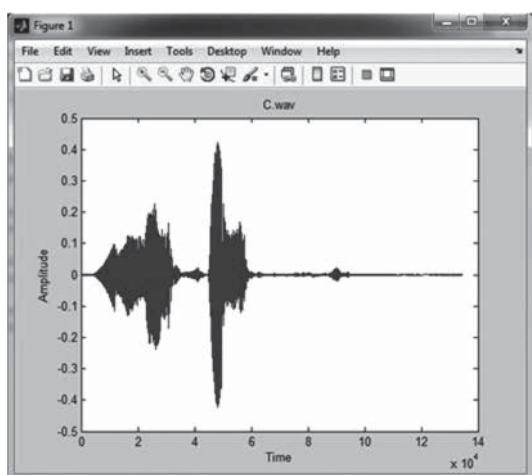 Figure 1
File Edit View Insert Tools Desktop Window Help
C.wav
0.5
0.4
0.3
0.2
0.1
0
-0.1
-0.2
-0.3
-0.4
-0.5
Amplitude
0 2 4 6 8 10 12 14
Time
x 10^4